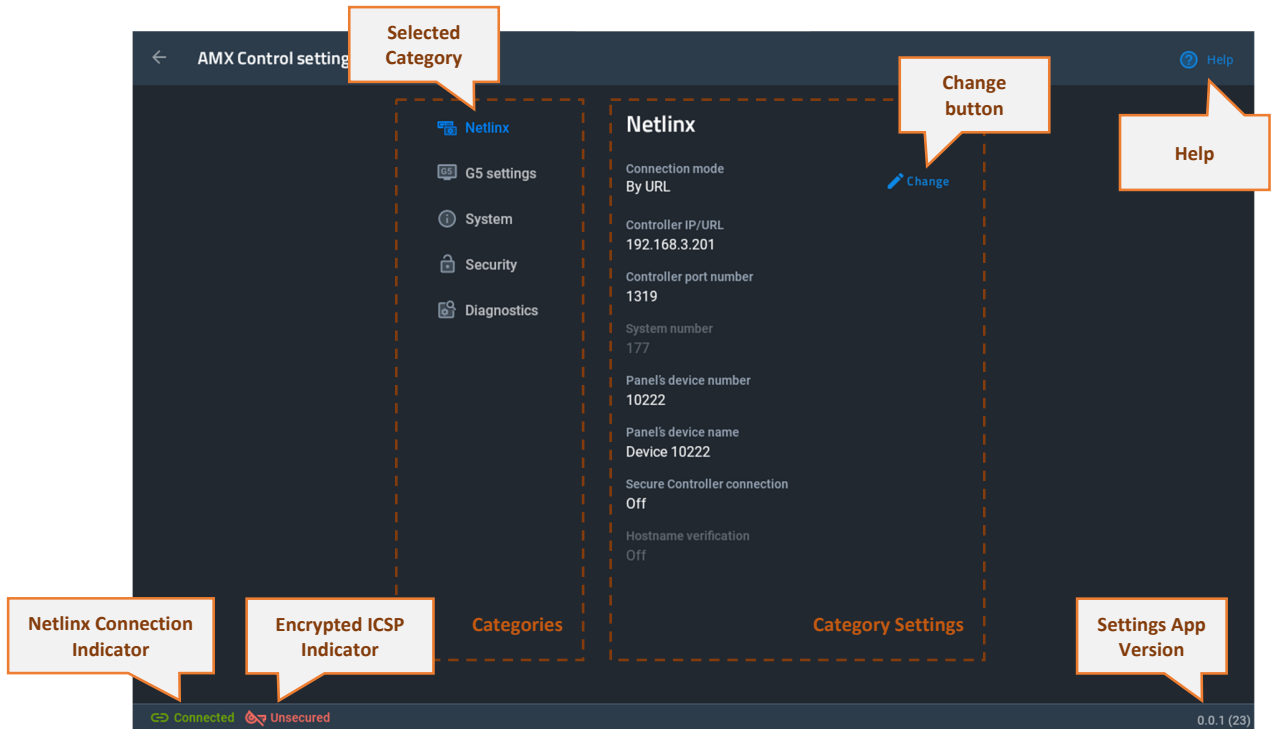 Selected
Category
AMX Control setting
Help
Change
button
Help
Netlinx
G5 settings
G5
System
Security
Diagnostics
Categories
Netlinx
Connection mode
By URL
Change
Controller IP/URL
192.168.3.201
Controller port number
1319
System number
177
Panel's device number
10222
Panel's device name
Device 10222
Secure Controller connection
Off
Hostname verification
Off
Category Settings
Netlinx Connection
Indicator
Encrypted ICSP
Indicator
Settings App
Version
Connected
Unsecured
0.0.1 (23)